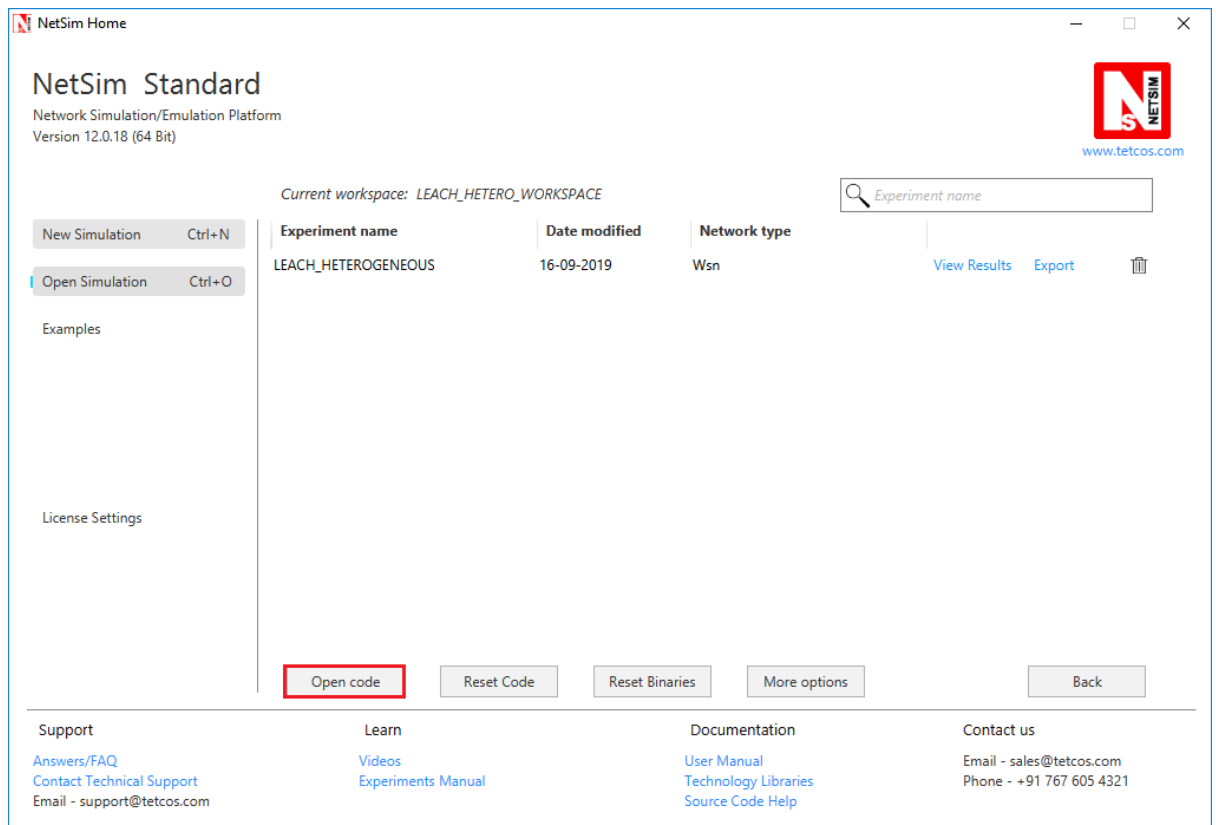 NetSim Home
NetSim Standard
Network Simulation/Emulation Platform
Version 12.0.18 (64 Bit)
N
S NETSIM
www.tetcos.com
Current workspace: LEACH_HETERO_WORKSPACE
Experiment name
New Simulation Ctrl+N
Open Simulation Ctrl+O
Examples
License Settings
Experiment name Date modified Network type
LEACH_HETEROGENEOUS 16-09-2019 Wsn View Results Export
Open code Reset Code Reset Binaries More options Back
Support
Answers/FAQ
Contact Technical Support
Email - support@tetcos.com
Learn
Videos
Experiments Manual
Documentation
User Manual
Technology Libraries
Source Code Help
Contact us
Email - sales@tetcos.com
Phone - +91 767 605 4321